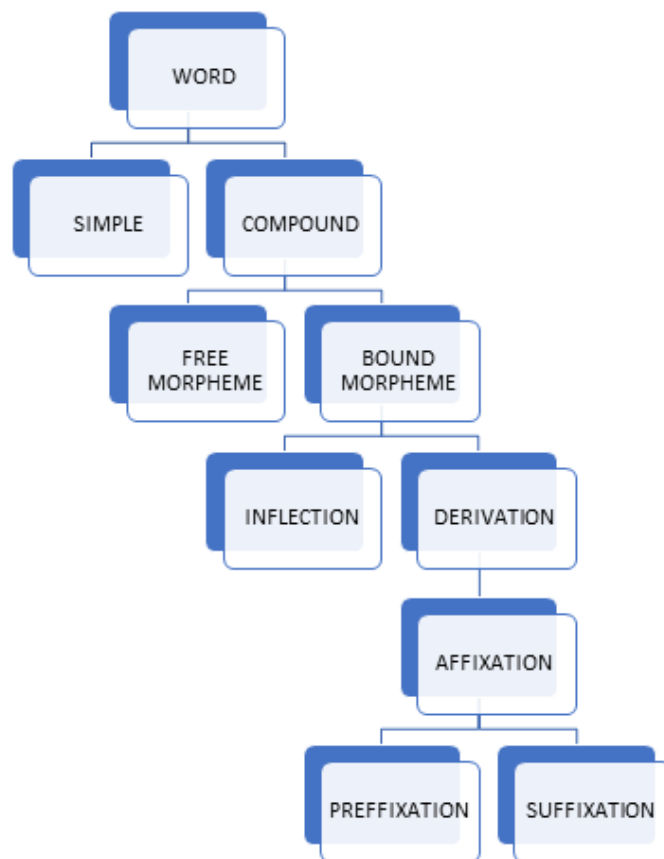 WORD
SIMPLE
COMPOUND
FREE
MORPHEME
BOUND
MORPHEME
INFLECTION
DERIVATION
AFFIXATION
PREFFIXATION
SUFFIXATION